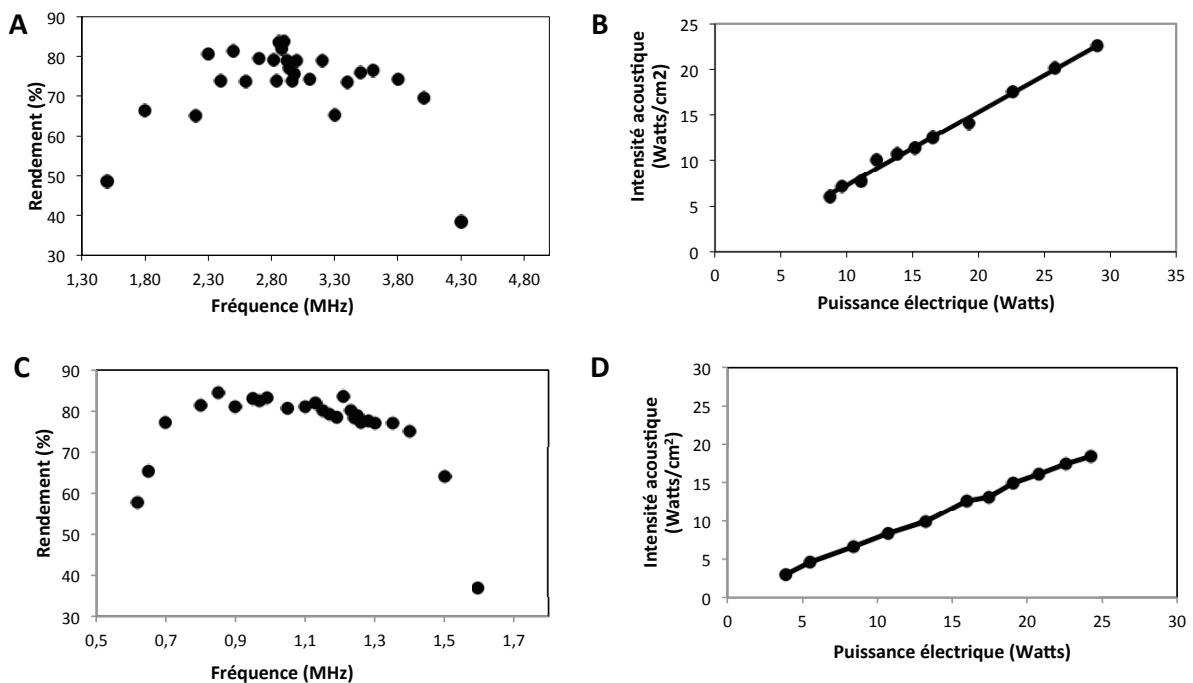 A
Rendement (%)
90
80
70
60
50
40
30
1,30 1,80 2,30 2,80 3,30 3,80 4,30 4,80
Fréquence (MHz)
B
Intensité acoustique
(Watts/cm2)
25
20
15
10
5
0
0 5 10 15 20 25 30 35
Puissance électrique (Watts)
C
Rendement (%)
90
80
70
60
50
40
30
0,5 0,7 0,9 1,1 1,3 1,5 1,7
Fréquence (MHz)
D
Intensité acoustique
(Watts/cm²)
30
25
20
15
10
5
0
0 5 10 15 20 25 30
Puissance électrique (Watts)